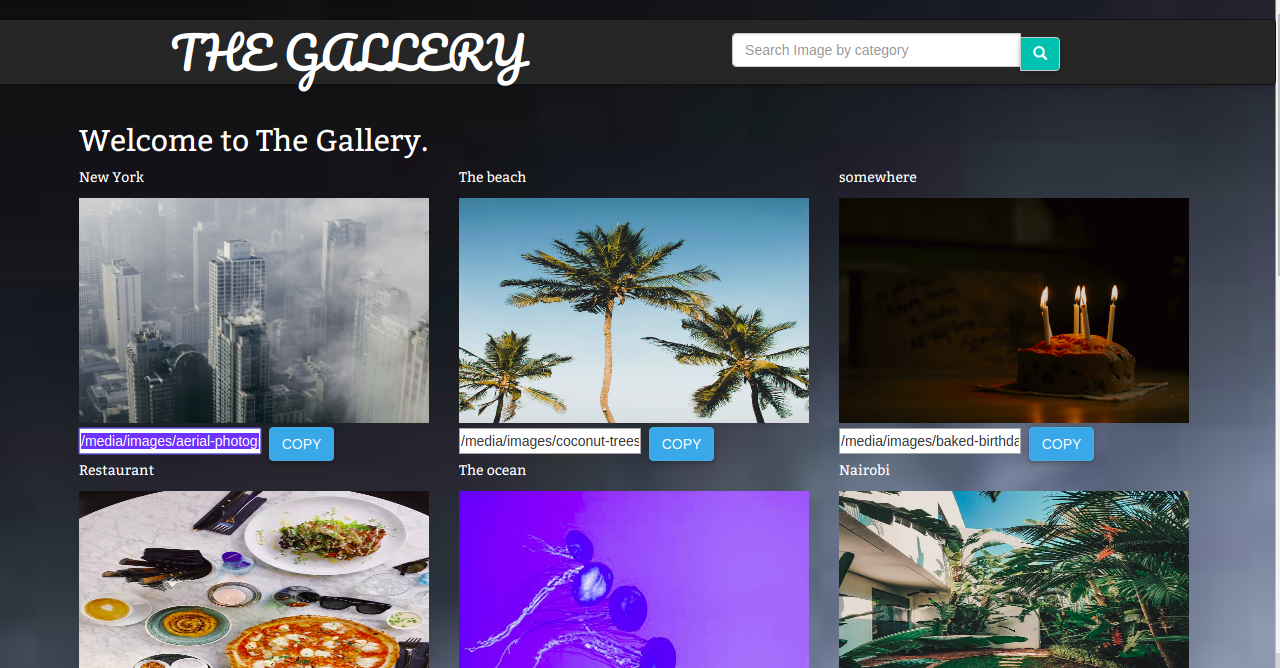 THE GALLERY
Search Image by category
Welcome to The Gallery.
New York
The beach
somewhere
/media/images/aerial-photog
COPY
/media/images/coconut-trees
COPY
/media/images/baked-birthda
COPY
Restaurant
The ocean
Nairobi